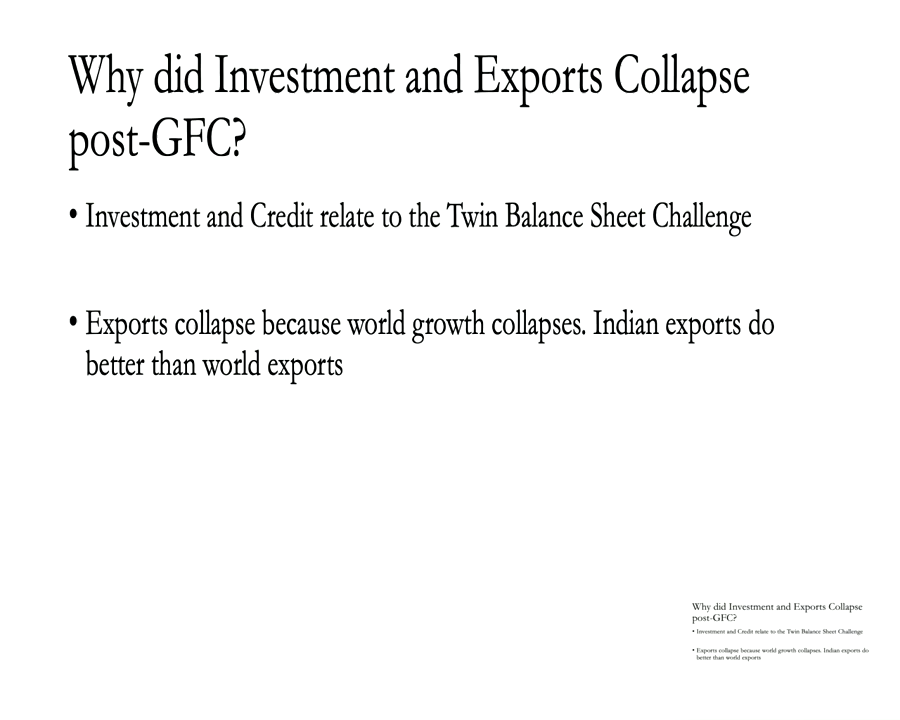 Why did Investment and Exports Collapse
post-GFC?
• Investment and Credit relate to the Twin Balance Sheet Challenge
• Exports collapse because world growth collapses. Indian exports do
better than world exports
Why did Investment and Exports Collapse
post-GFC?
• Investment and Credit relate to the Twin Balance Sheet Challenge
• Exports collapse because world growth collapses. Indian exports do
better than world exports